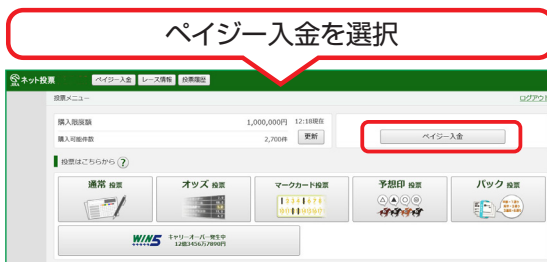 ペイジー入金を選択
ネット投票 ペイジー入金 レース情報 投票履歴
投票メニュー ログアウト
購入限度額 1,000,000円 12:18現在
購入可能件数 2,700件 更新 ペイジー入金
投票はこちらから ?
通常 投票 オッズ 投票 マークカード投票 予想印 投票 パック 投票
WIN5 キャリーオーバー発生中
12億3456万7890円